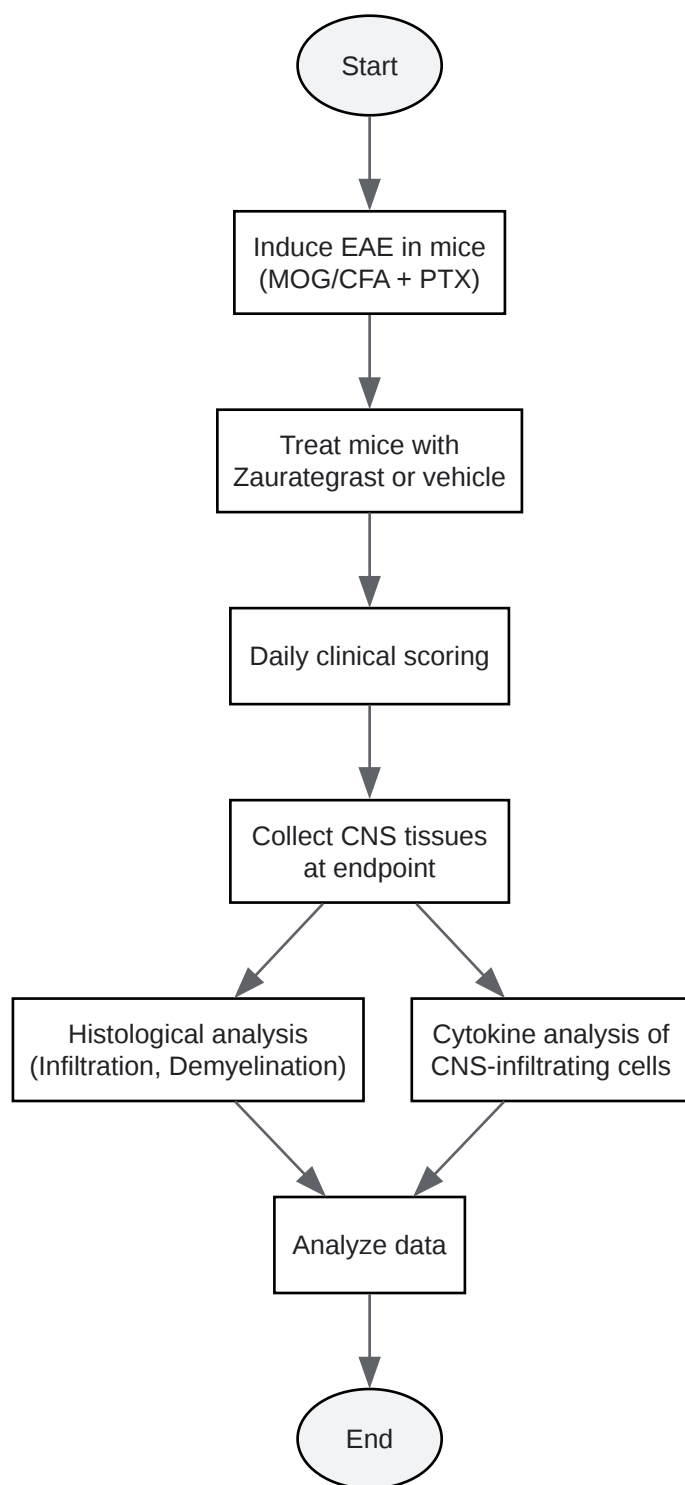 Start
Induce EAE in mice
(MOG/CFA + PTX)
Treat mice with
Zaurategrast or vehicle
Daily clinical scoring
Collect CNS tissues
at endpoint
Histological analysis
(Infiltration, Demyelination)
Cytokine analysis of
CNS-infiltrating cells
Analyze data
End